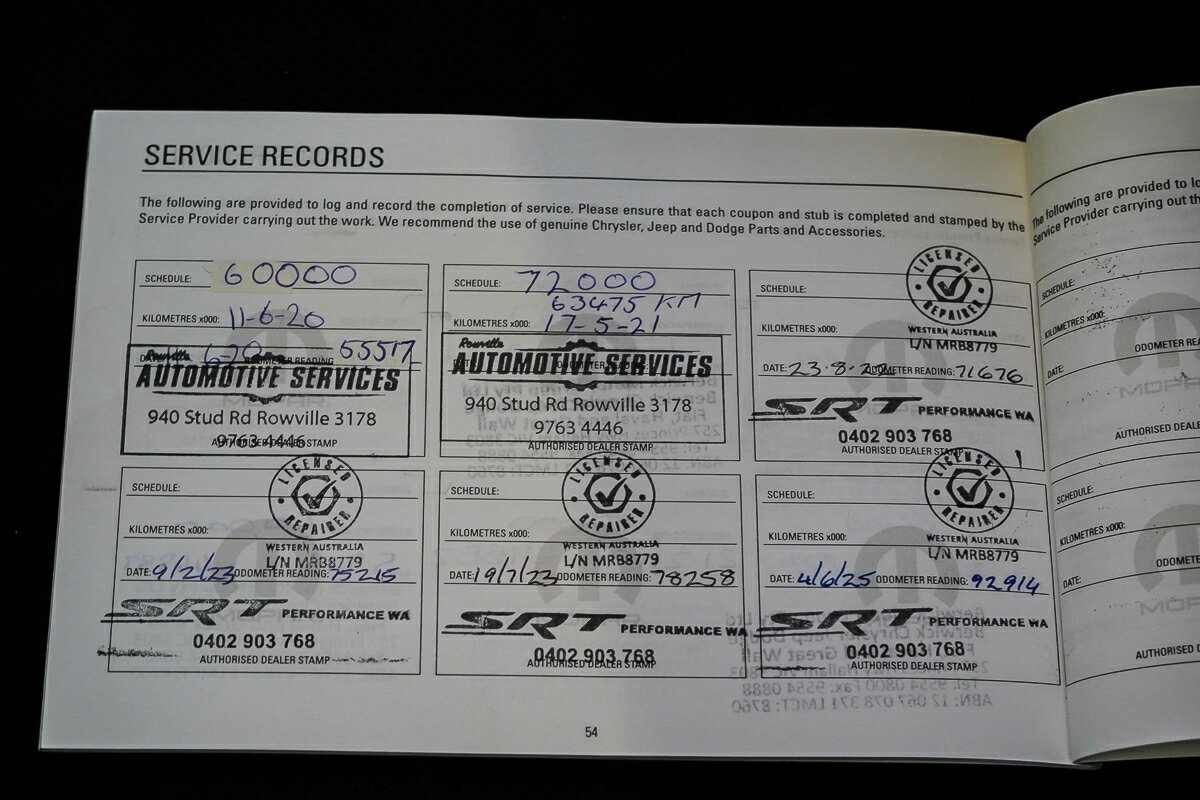 SERVICE RECORDS
The following are provided to log and record the completion of service. Please ensure that each coupon and stub is completed and stamped by the
Service Provider carrying out the work. We recommend the use of genuine Chrysler, Jeep and Dodge Parts and Accessories.
SCHEDULE: 60000
KILOMETRES x000: 11-6-20
ODOMETER READING 55517
Rowville
AUTOMOTIVE SERVICES
940 Stud Rd Rowville 3178
9763 4446
AUTHORISED DEALER STAMP
SCHEDULE: 72000
63475 KM
KILOMETRES x000: 17-5-21
Rowville
AUTOMOTIVE SERVICES
940 Stud Rd Rowville 3178
9763 4446
AUTHORISED DEALER STAMP
SCHEDULE:
LICENSED REPAIRER
WESTERN AUSTRALIA
KILOMETRES x000:
L/N MRB8779
DATE: 23.8.22 ODOMETER READING: 71676
SRT PERFORMANCE WA
0402 903 768
AUTHORISED DEALER STAMP
SCHEDULE:
LICENSED REPAIRER
KILOMETRES x000:
WESTERN AUSTRALIA
L/N MRB8779
DATE: 9/2/23 ODOMETER READING: 75215
SRT PERFORMANCE WA
0402 903 768
AUTHORISED DEALER STAMP
SCHEDULE:
LICENSED REPAIRER
KILOMETRES x000:
WESTERN AUSTRALIA
L/N MRB8779
DATE: 19/7/23 ODOMETER READING: 78258
SRT PERFORMANCE WA
0402 903 768
AUTHORISED DEALER STAMP
SCHEDULE:
LICENSED REPAIRER
KILOMETRES x000:
WESTERN AUSTRALIA
L/N MRB8779
DATE: 4/6/25 ODOMETER READING: 92914
SRT PERFORMANCE WA
0402 903 768
AUTHORISED DEALER STAMP
54
The following are provided to
Service Provider carrying out
SCHEDULE:
KILOMETRES x000:
ODOMETER
DATE:
AUTHORISED
SCHEDULE:
KILOMETRES x000:
DATE:
AUTHORISED